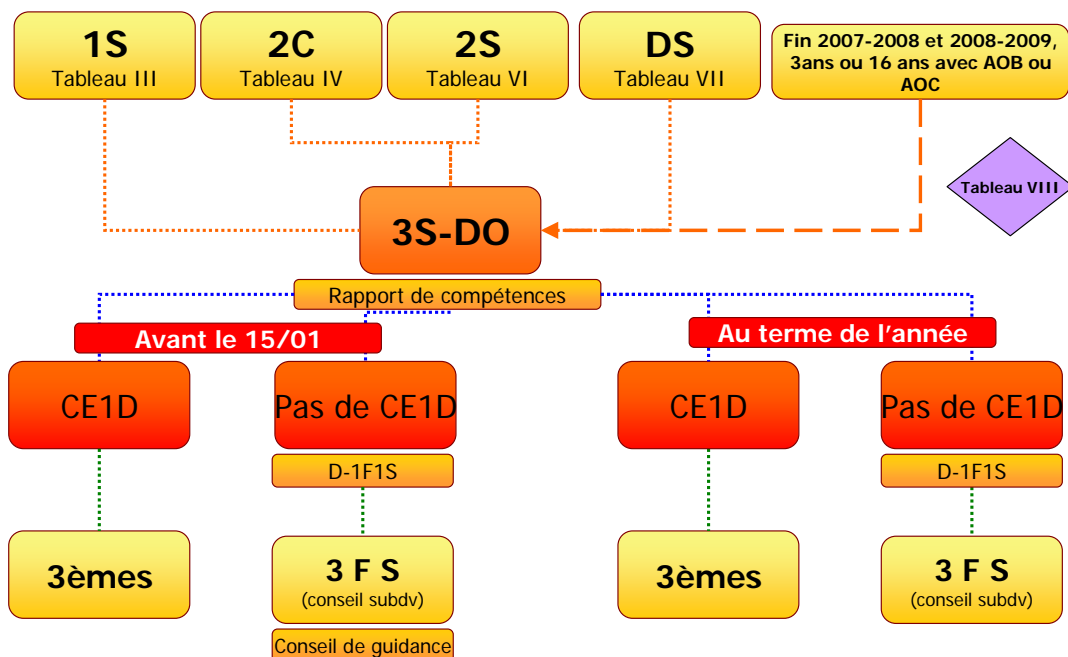 1S
Tableau III
2C
Tableau IV
2S
Tableau VI
DS
Tableau VII
Fin 2007-2008 et 2008-2009,
3ans ou 16 ans avec AOB ou
AOC
Tableau VIII
3S-DO
Rapport de compétences
Avant le 15/01
Au terme de l'année
CE1D
Pas de CE1D
CE1D
Pas de CE1D
D-1F1S
D-1F1S
3èmes
3 F S
(conseil subdv)
3èmes
3 F S
(conseil subdv)
Conseil de guidance